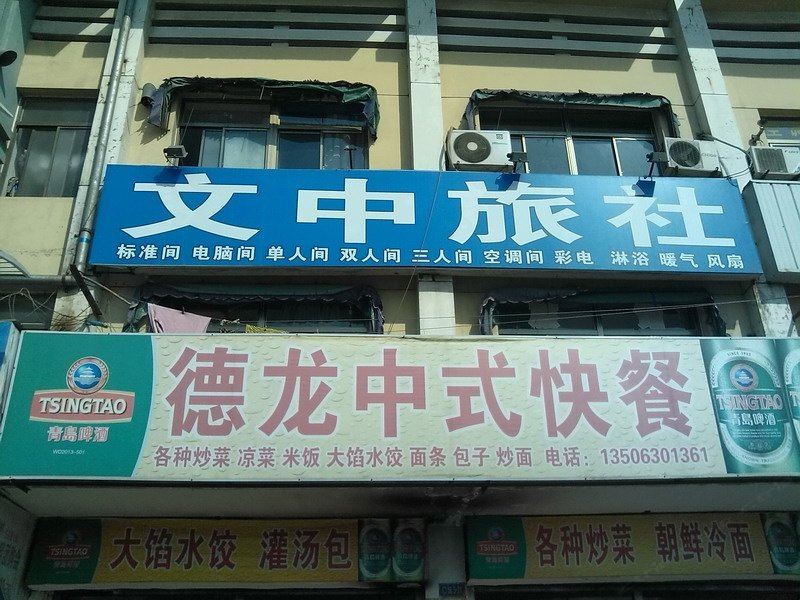 文中旅社
标准间 电脑间 单人间 双人间 三人间 空调间 彩电 淋浴 暖气 风扇
TSINGTAO
青岛啤酒
WD2013-501
德龙中式快餐
各种炒菜 凉菜 米饭 大馅水饺 面条 包子 炒面 电话：13506301361
TSINGTAO
青岛啤酒
TSINGTAO
大馅水饺 灌汤包
TSINGTAO
各种炒菜 朝鲜冷面